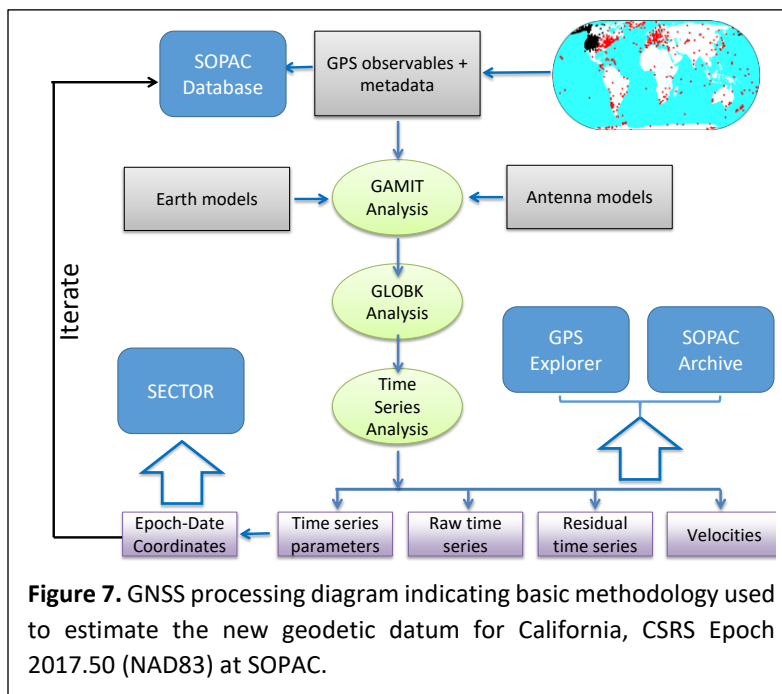 SOPAC
Database
GPS observables +
metadata
Earth models
GAMIT
Analysis
Antenna models
GLOBK
Analysis
Iterate
GPS
Explorer
SOPAC
Archive
SECTOR
Time
Series
Analysis
Epoch-Date
Coordinates
Time series
parameters
Raw time
series
Residual
time series
Velocities
Figure 7. GNSS processing diagram indicating basic methodology used
to estimate the new geodetic datum for California, CSRS Epoch
2017.50 (NAD83) at SOPAC.